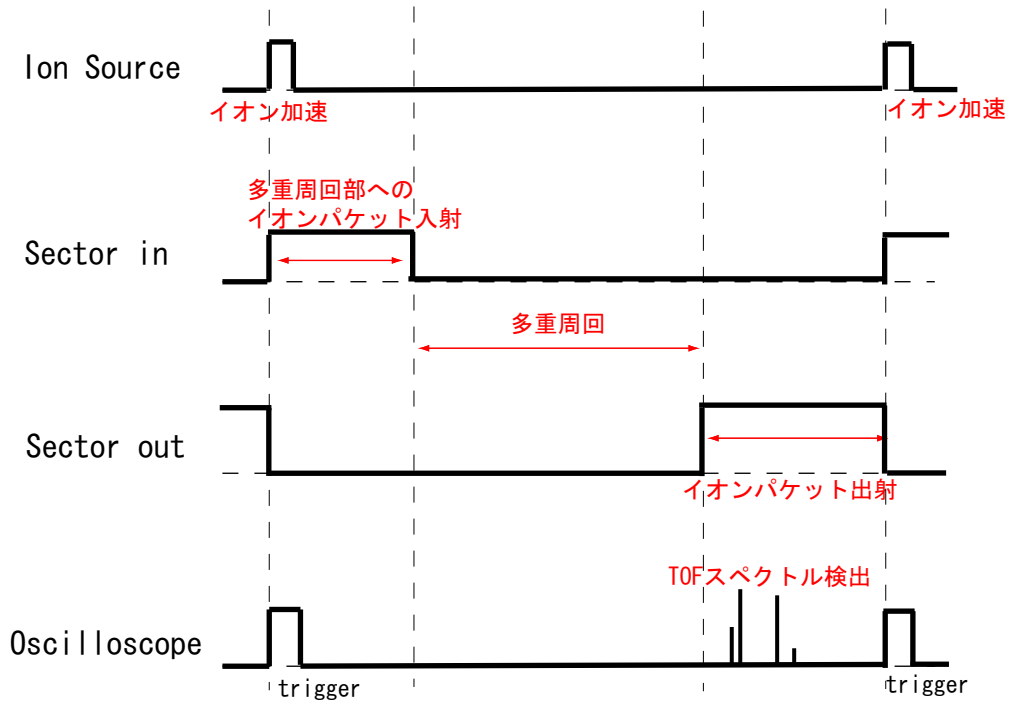 Ion Source
イオン加速
イオン加速
多重周回部への
イオンパケット入射
Sector in
多重周回
Sector out
イオンパケット出射
TOFスペクトル検出
Oscilloscope
trigger
trigger